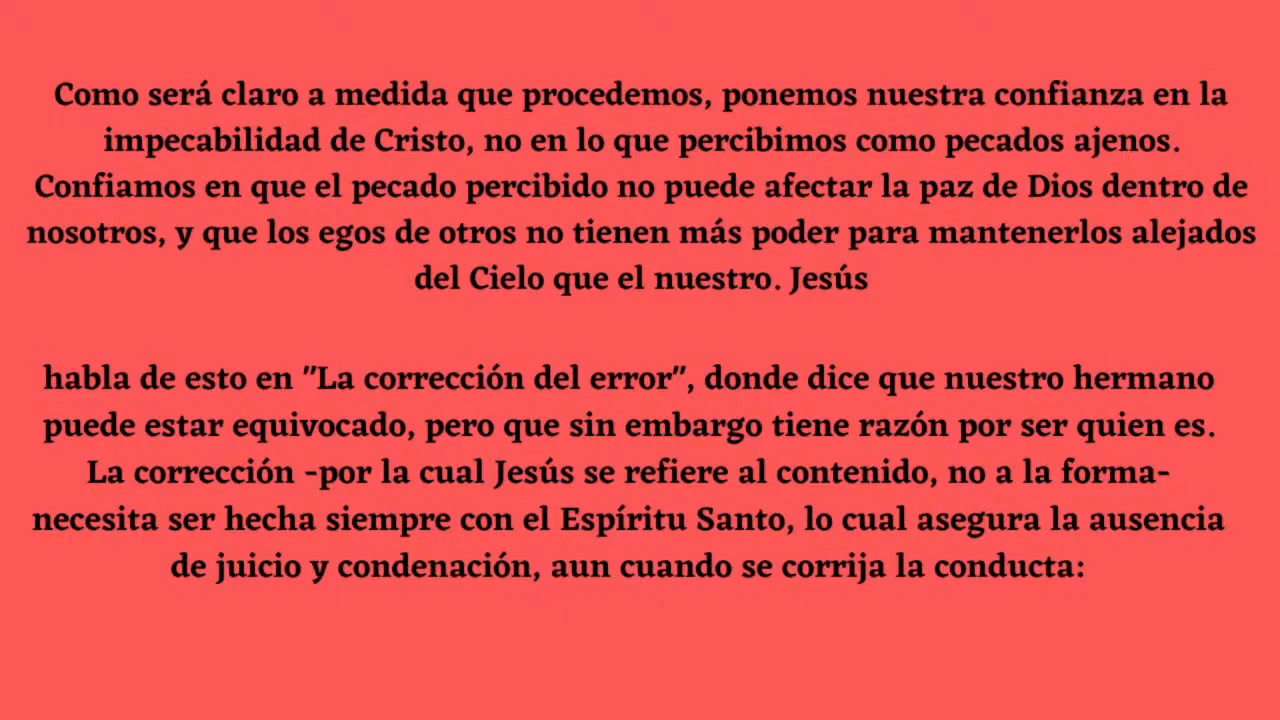 Como será claro a medida que procedemos, ponemos nuestra confianza en la
impecabilidad de Cristo, no en lo que percibimos como pecados ajenos.
Confiamos en que el pecado percibido no puede afectar la paz de Dios dentro de
nosotros, y que los egos de otros no tienen más poder para mantenerlos alejados
del Cielo que el nuestro. Jesús
habla de esto en "La corrección del error", donde dice que nuestro hermano
puede estar equivocado, pero que sin embargo tiene razón por ser quien es.
La corrección -por la cual Jesús se refiere al contenido, no a la forma-
necesita ser hecha siempre con el Espíritu Santo, lo cual asegura la ausencia
de juicio y condenación, aun cuando se corrija la conducta: